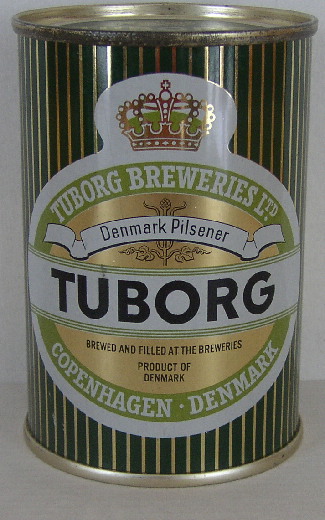 TUBORG BREWERIES LTD
Denmark Pilsener
TUBORG
BREWED AND FILLED AT THE BREWERIES
PRODUCT OF
DENMARK
COPENHAGEN · DENMARK